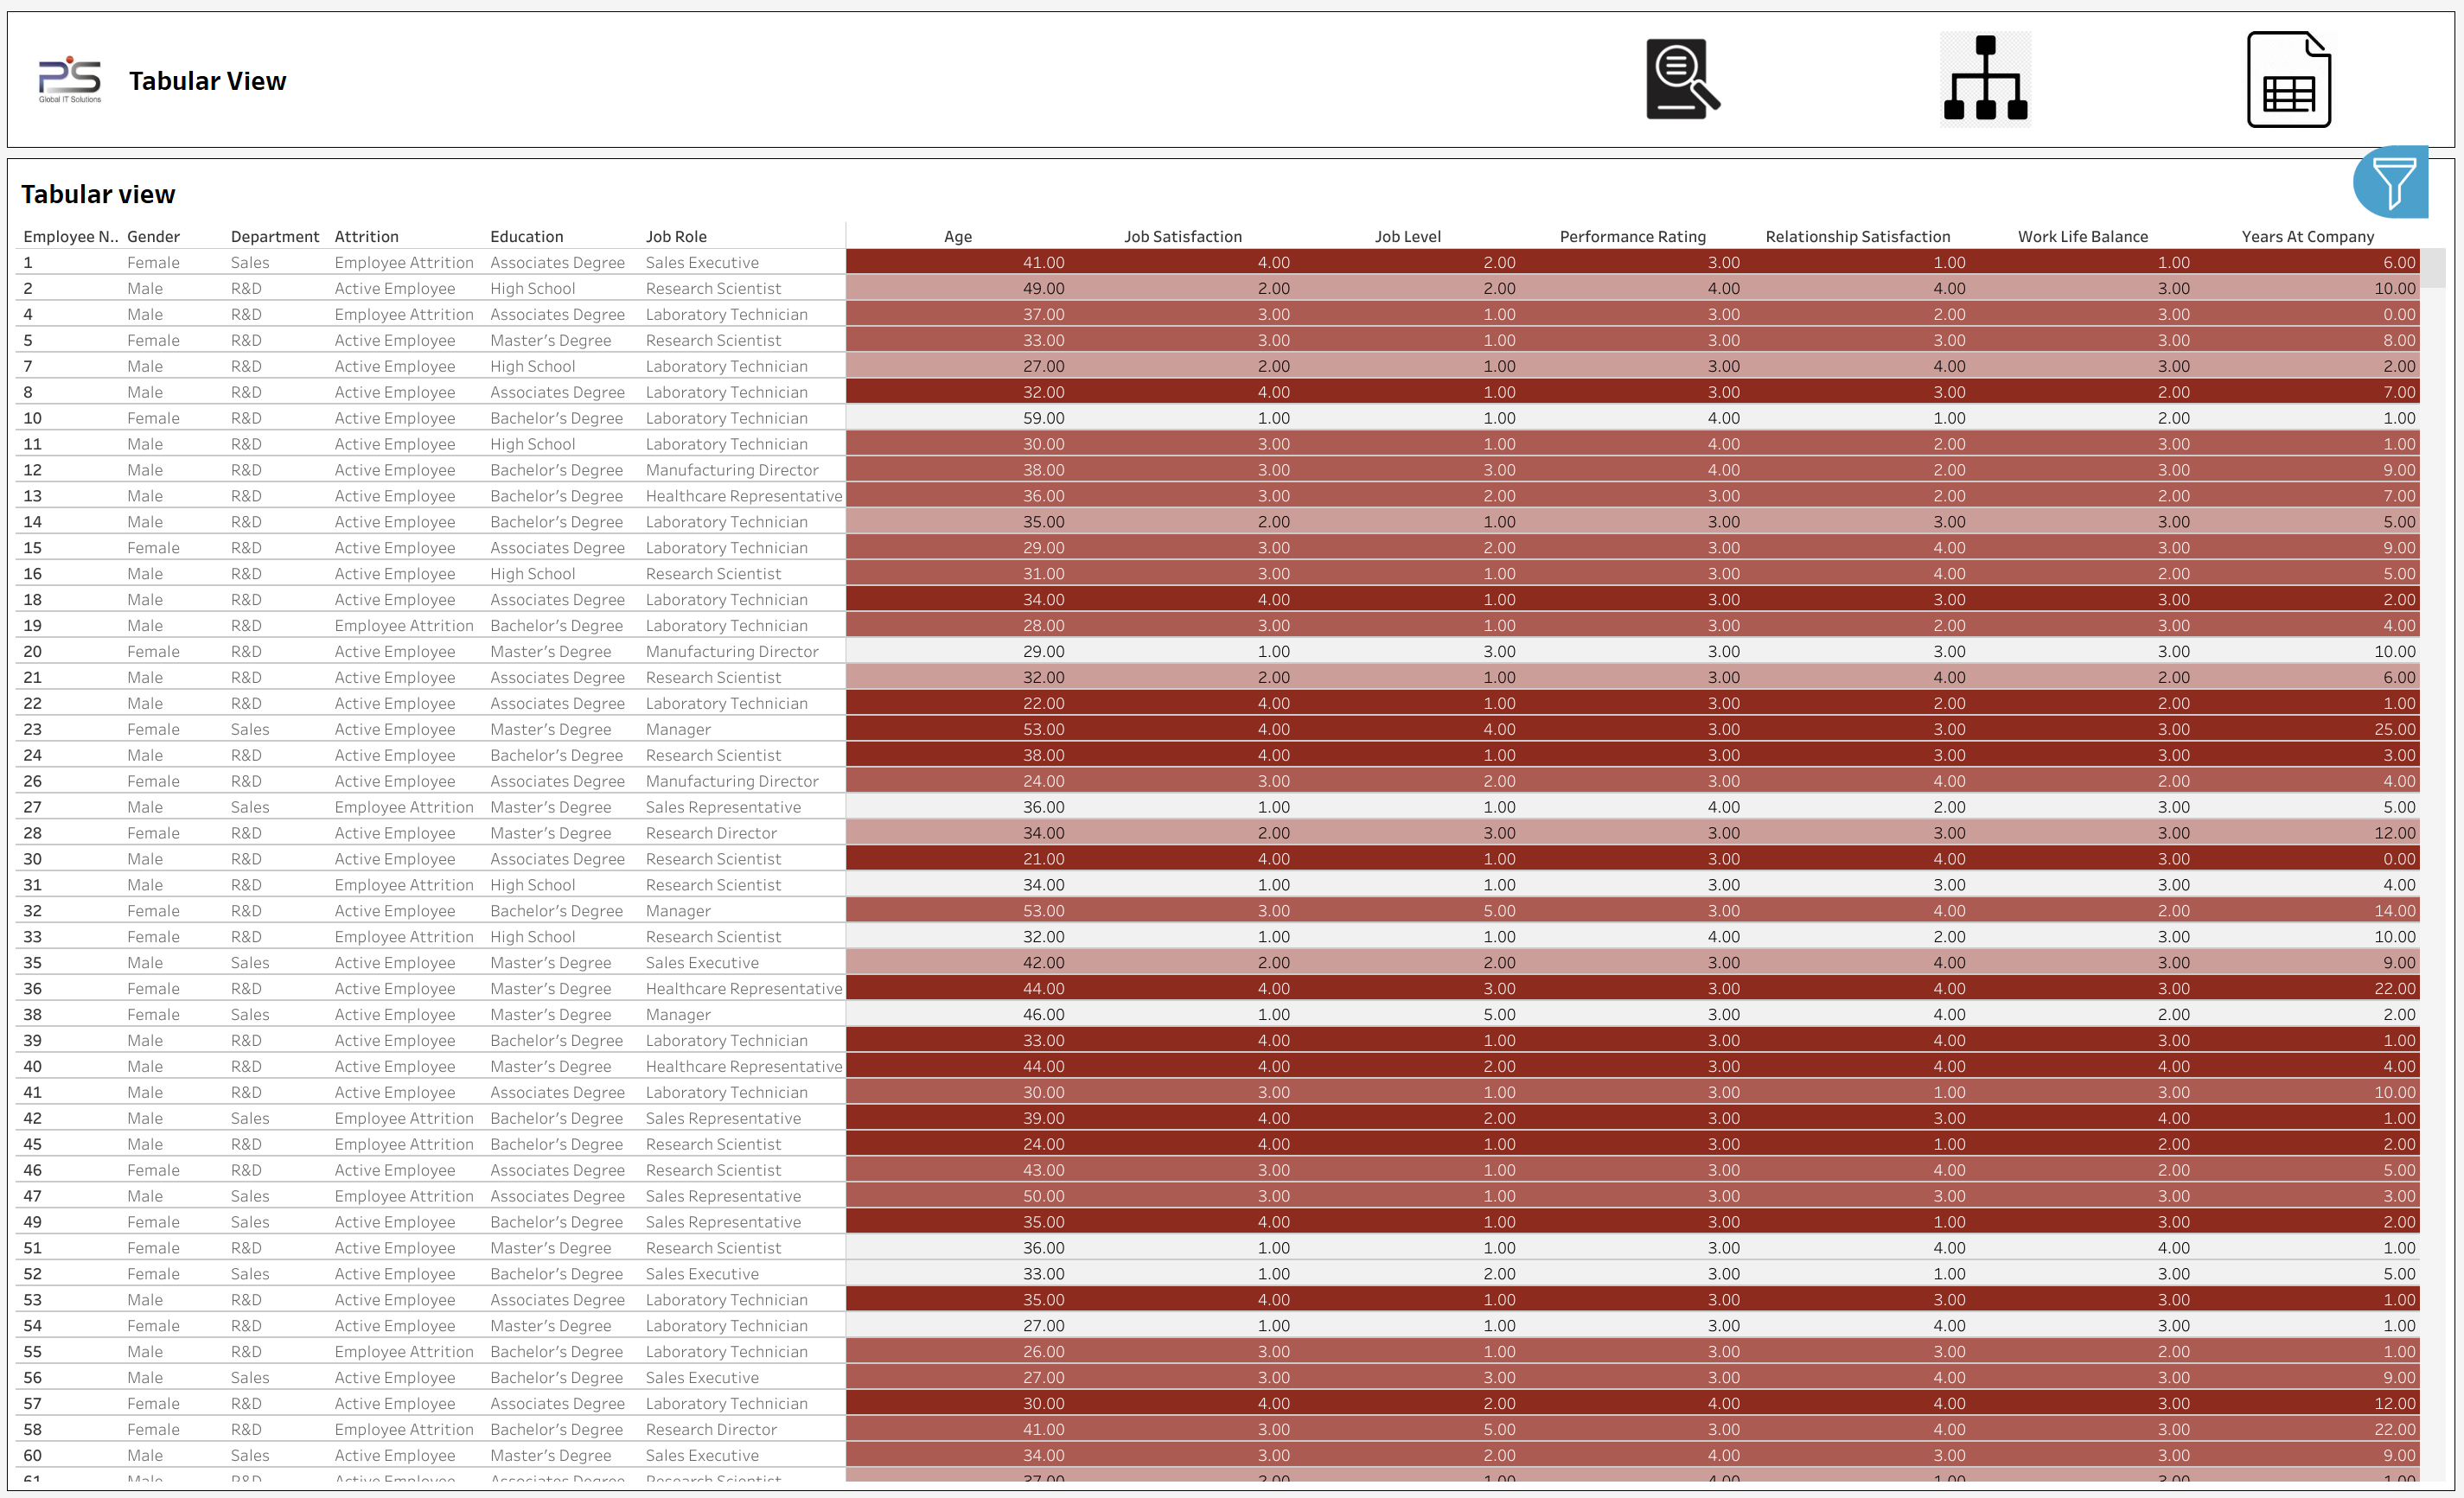 PS
Global IT Solutions
Tabular View
Tabular view
Employee N.. Gender Department Attrition Education Job Role Age Job Satisfaction Job Level Performance Rating Relationship Satisfaction Work Life Balance Years At Company
1 Female Sales Employee Attrition Associates Degree Sales Executive 41.00 4.00 2.00 3.00 1.00 1.00 6.00
2 Male R&D Active Employee High School Research Scientist 49.00 2.00 2.00 4.00 4.00 3.00 10.00
4 Male R&D Employee Attrition Associates Degree Laboratory Technician 37.00 3.00 1.00 3.00 2.00 3.00 0.00
5 Female R&D Active Employee Master's Degree Research Scientist 33.00 3.00 1.00 3.00 3.00 3.00 8.00
7 Male R&D Active Employee High School Laboratory Technician 27.00 2.00 1.00 3.00 4.00 3.00 2.00
8 Male R&D Active Employee Associates Degree Laboratory Technician 32.00 4.00 1.00 3.00 3.00 2.00 7.00
10 Female R&D Active Employee Bachelor's Degree Laboratory Technician 59.00 1.00 1.00 4.00 1.00 2.00 1.00
11 Male R&D Active Employee High School Laboratory Technician 30.00 3.00 1.00 4.00 2.00 3.00 1.00
12 Male R&D Active Employee Bachelor's Degree Manufacturing Director 38.00 3.00 3.00 4.00 2.00 3.00 9.00
13 Male R&D Active Employee Bachelor's Degree Healthcare Representative 36.00 3.00 2.00 3.00 2.00 2.00 7.00
14 Male R&D Active Employee Bachelor's Degree Laboratory Technician 35.00 2.00 1.00 3.00 3.00 3.00 5.00
15 Female R&D Active Employee Associates Degree Laboratory Technician 29.00 3.00 2.00 3.00 4.00 3.00 9.00
16 Male R&D Active Employee High School Research Scientist 31.00 3.00 1.00 3.00 4.00 2.00 5.00
18 Male R&D Active Employee Associates Degree Laboratory Technician 34.00 4.00 1.00 3.00 3.00 3.00 2.00
19 Male R&D Employee Attrition Bachelor's Degree Laboratory Technician 28.00 3.00 1.00 3.00 2.00 3.00 4.00
20 Female R&D Active Employee Master's Degree Manufacturing Director 29.00 1.00 3.00 3.00 3.00 3.00 10.00
21 Male R&D Active Employee Associates Degree Research Scientist 32.00 2.00 1.00 3.00 4.00 2.00 6.00
22 Male R&D Active Employee Associates Degree Laboratory Technician 22.00 4.00 1.00 3.00 2.00 2.00 1.00
23 Female Sales Active Employee Master's Degree Manager 53.00 4.00 4.00 3.00 3.00 3.00 25.00
24 Male R&D Active Employee Bachelor's Degree Research Scientist 38.00 4.00 1.00 3.00 3.00 3.00 3.00
26 Female R&D Active Employee Associates Degree Manufacturing Director 24.00 3.00 2.00 3.00 4.00 2.00 4.00
27 Male Sales Employee Attrition Master's Degree Sales Representative 36.00 1.00 1.00 4.00 2.00 3.00 5.00
28 Female R&D Active Employee Master's Degree Research Director 34.00 2.00 3.00 3.00 3.00 3.00 12.00
30 Male R&D Active Employee Associates Degree Research Scientist 21.00 4.00 1.00 3.00 4.00 3.00 0.00
31 Male R&D Employee Attrition High School Research Scientist 34.00 1.00 1.00 3.00 3.00 3.00 4.00
32 Female R&D Active Employee Bachelor's Degree Manager 53.00 3.00 5.00 3.00 4.00 2.00 14.00
33 Female R&D Employee Attrition High School Research Scientist 32.00 1.00 1.00 4.00 2.00 3.00 10.00
35 Male Sales Active Employee Master's Degree Sales Executive 42.00 2.00 2.00 3.00 4.00 3.00 9.00
36 Female R&D Active Employee Master's Degree Healthcare Representative 44.00 4.00 3.00 3.00 4.00 3.00 22.00
38 Female Sales Active Employee Master's Degree Manager 46.00 1.00 5.00 3.00 4.00 2.00 2.00
39 Male R&D Active Employee Bachelor's Degree Laboratory Technician 33.00 4.00 1.00 3.00 4.00 3.00 1.00
40 Male R&D Active Employee Master's Degree Healthcare Representative 44.00 4.00 2.00 3.00 4.00 4.00 4.00
41 Male R&D Active Employee Associates Degree Laboratory Technician 30.00 3.00 1.00 3.00 1.00 3.00 10.00
42 Male Sales Employee Attrition Bachelor's Degree Sales Representative 39.00 4.00 2.00 3.00 3.00 4.00 1.00
45 Male R&D Employee Attrition Bachelor's Degree Research Scientist 24.00 4.00 1.00 3.00 1.00 2.00 2.00
46 Female R&D Active Employee Associates Degree Research Scientist 43.00 3.00 1.00 3.00 4.00 2.00 5.00
47 Male Sales Employee Attrition Associates Degree Sales Representative 50.00 3.00 1.00 3.00 3.00 3.00 3.00
49 Female Sales Active Employee Bachelor's Degree Sales Representative 35.00 4.00 1.00 3.00 1.00 3.00 2.00
51 Female R&D Active Employee Master's Degree Research Scientist 36.00 1.00 1.00 3.00 4.00 4.00 1.00
52 Female Sales Active Employee Bachelor's Degree Sales Executive 33.00 1.00 2.00 3.00 1.00 3.00 5.00
53 Male R&D Active Employee Associates Degree Laboratory Technician 35.00 4.00 1.00 3.00 3.00 3.00 1.00
54 Female R&D Active Employee Master's Degree Laboratory Technician 27.00 1.00 1.00 3.00 4.00 3.00 1.00
55 Male R&D Employee Attrition Bachelor's Degree Laboratory Technician 26.00 3.00 1.00 3.00 3.00 2.00 1.00
56 Male Sales Active Employee Bachelor's Degree Sales Executive 27.00 3.00 3.00 3.00 4.00 3.00 9.00
57 Female R&D Active Employee Associates Degree Laboratory Technician 30.00 4.00 2.00 4.00 4.00 3.00 12.00
58 Female R&D Employee Attrition Bachelor's Degree Research Director 41.00 3.00 5.00 3.00 4.00 3.00 22.00
60 Male Sales Active Employee Master's Degree Sales Executive 34.00 3.00 2.00 4.00 3.00 3.00 9.00